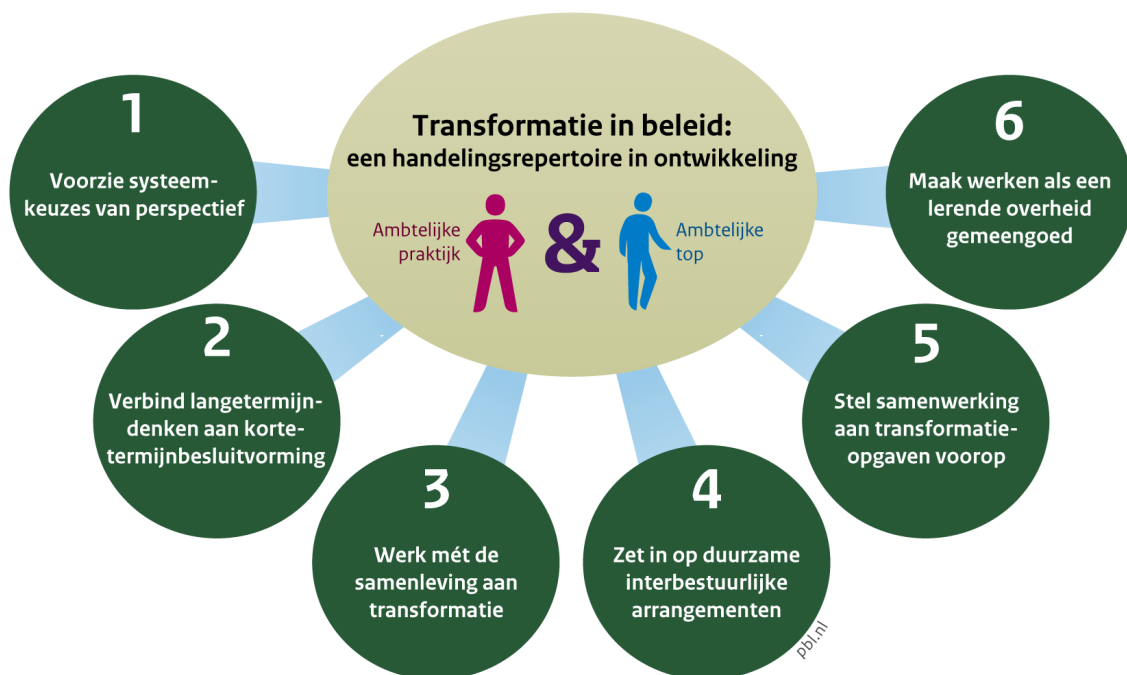 Transformatie in beleid:
een handelingsrepertoire in ontwikkeling
Ambtelijke
praktijk
&
Ambtelijke
top
1
Voorzie systeem-
keuzes van perspectief
2
Verbind langetermijn-
denken aan korte-
termijnbesluitvorming
3
Werk mét de
samenleving aan
transformatie
4
Zet in op duurzame
interbestuurlijke
arrangementen
5
Stel samenwerking
aan transformatie-
opgaven voorop
6
Maak werken als een
lerende overheid
gemeengoed
pbl.nl